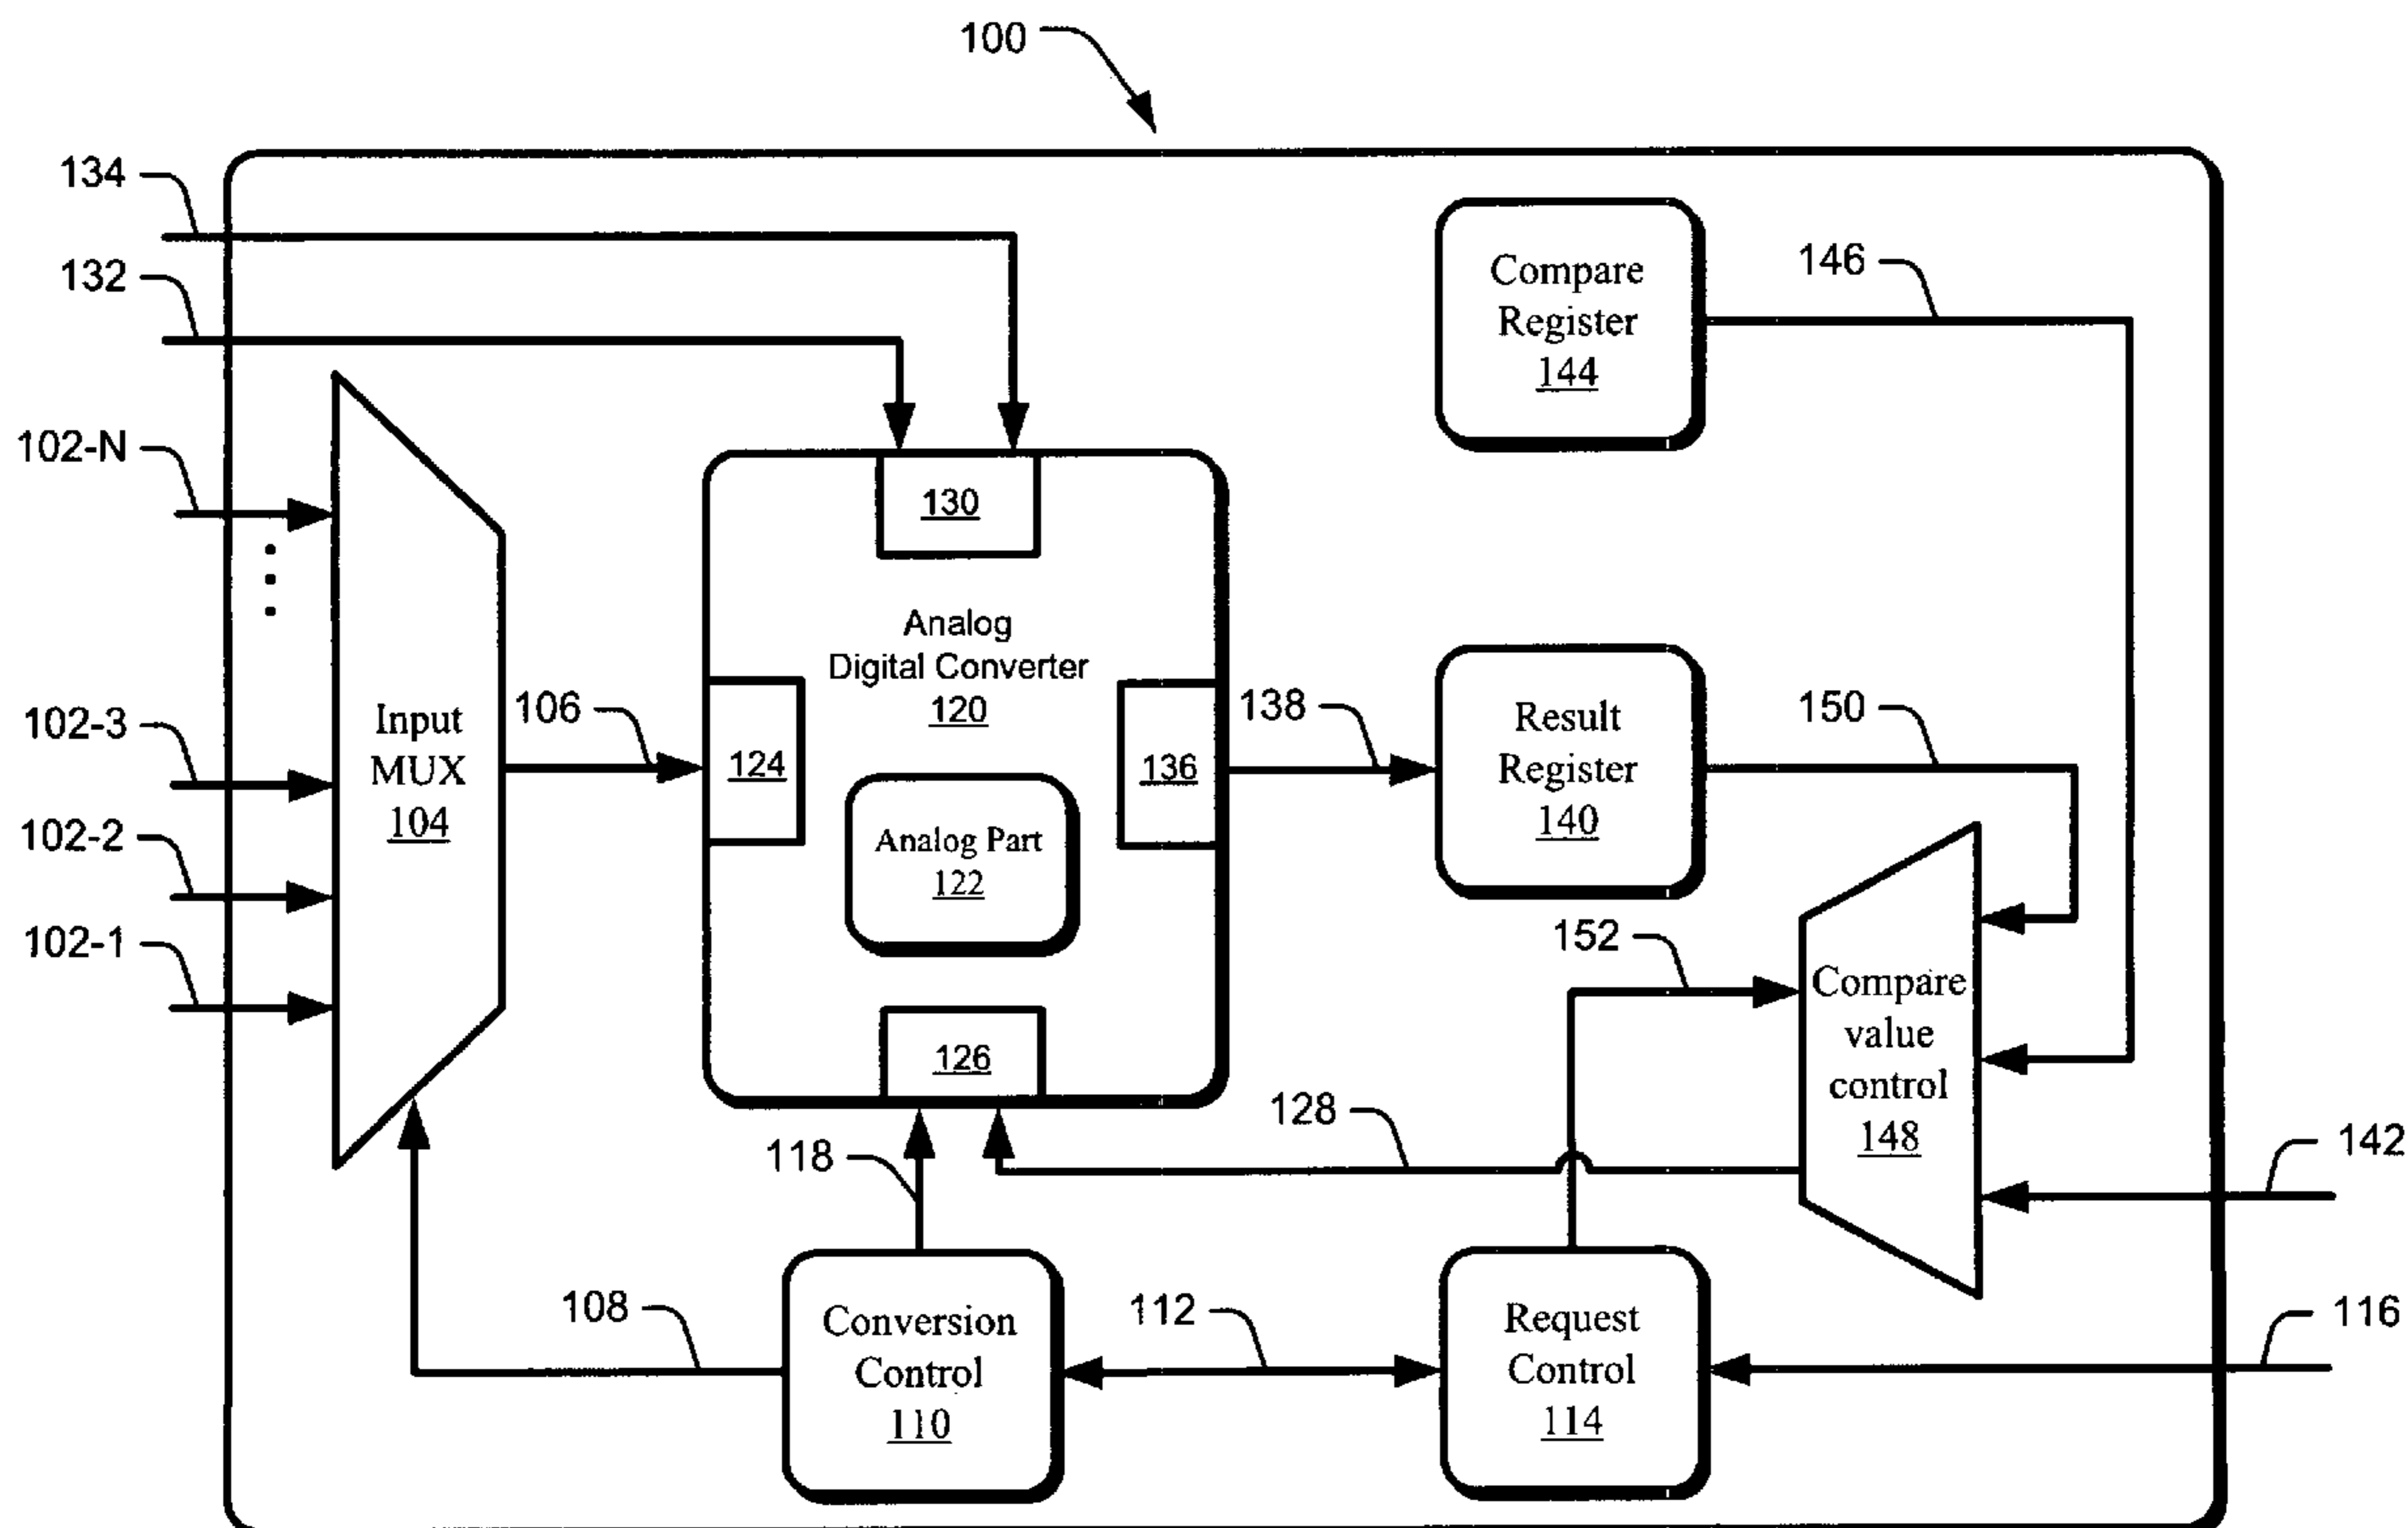 100
134
132
Compare
Register
144
146
102-N
130
Analog
Digital Converter
120
102-3
Input
MUX
104
106
124
136
138
Result
Register
140
150
102-2
Analog Part
122
102-1
152
Compare
value
control
148
126
128
118
142
108
Conversion
Control
110
112
Request
Control
114
116